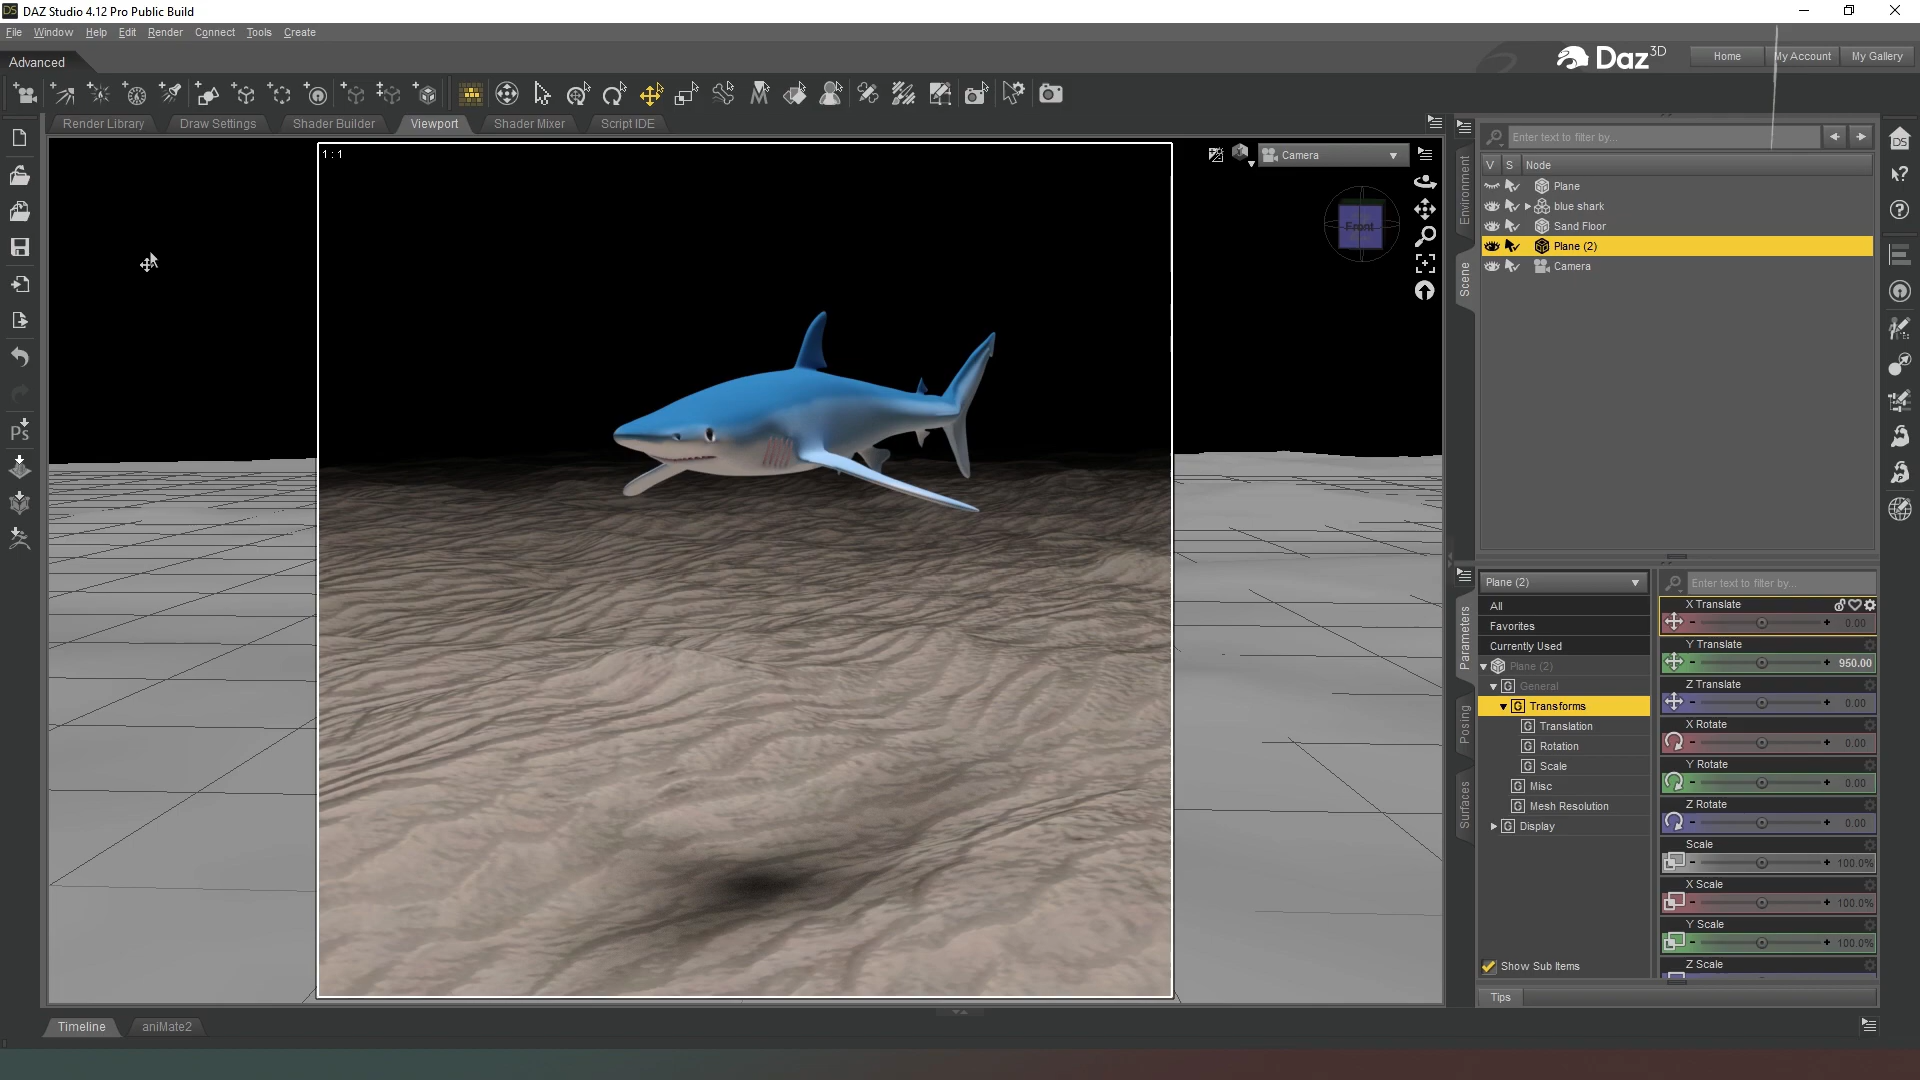 DAZ Studio 4.12 Pro Public Build
File Window Help Edit Render Connect Tools Create
Advanced
Daz 3D
Home My Account My Gallery
Render Library Draw Settings Shader Builder Viewport Shader Mixer Script IDE
1 : 1
Camera
Front
Environment
Scene
Enter text to filter by...
V S Node
Plane
blue shark
Sand Floor
Plane (2)
Camera
DS
?
Ps
Parameters
Posing
Surfaces
Plane (2)
All
Favorites
Currently Used
Plane (2)
G General
G Transforms
G Translation
G Rotation
G Scale
G Misc
G Mesh Resolution
G Display
Show Sub Items
Enter text to filter by...
X Translate
0.00
Y Translate
950.00
Z Translate
0.00
X Rotate
0.00
Y Rotate
0.00
Z Rotate
0.00
Scale
100.0%
X Scale
100.0%
Y Scale
100.0%
Z Scale
Tips
Timeline aniMate2